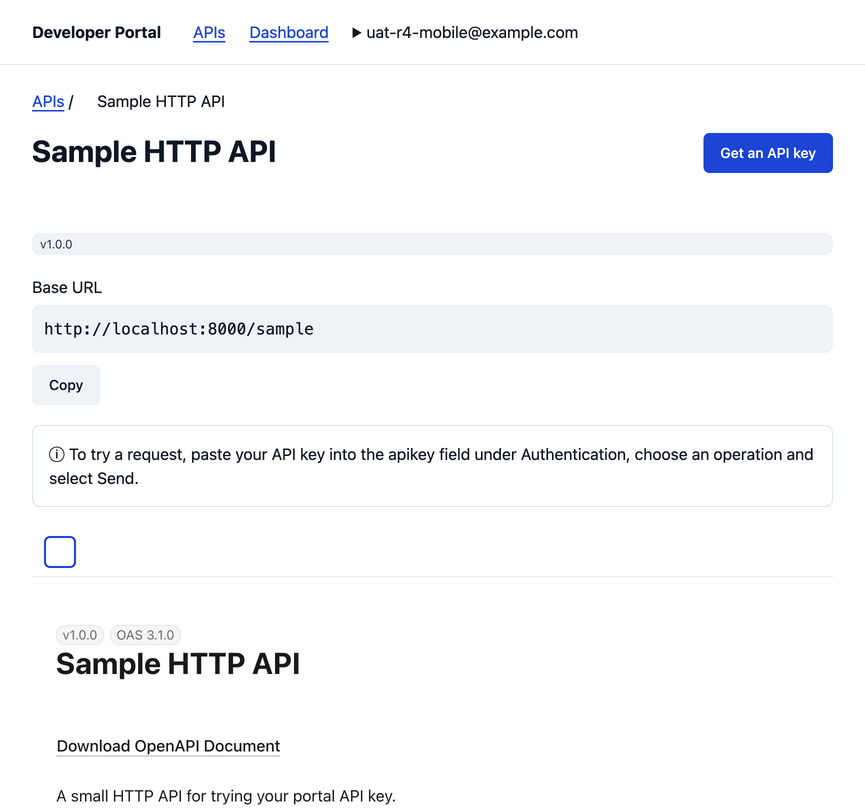 Developer Portal APIs Dashboard ▶ uat-r4-mobile@example.com
APIs / Sample HTTP API
Sample HTTP API
Get an API key
v1.0.0
Base URL
http://localhost:8000/sample
Copy
ⓘ To try a request, paste your API key into the apikey field under Authentication, choose an operation and
select Send.
v1.0.0 OAS 3.1.0
Sample HTTP API
Download OpenAPI Document
A small HTTP API for trying your portal API key.